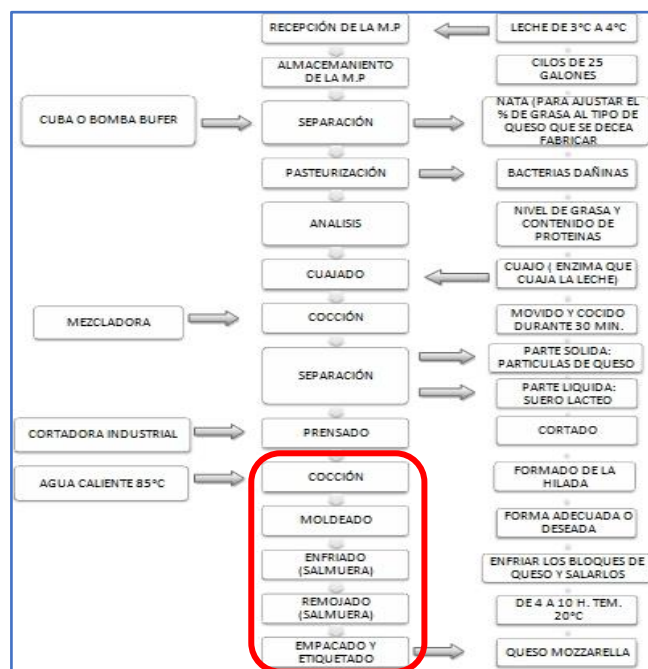 RECEPCIÓN DE LA M.P
LECHE DE 3°C A 4°C
ALMACEMANIENTO
DE LA M.P
CILOS DE 25
GALONES
CUBA O BOMBA BUFER
SEPARACIÓN
NATA (PARA AJUSTAR EL
% DE GRASA AL TIPO DE
QUESO QUE SE DECEA
FABRICAR
PASTEURIZACIÓN
BACTERIAS DAÑINAS
ANALISIS
NIVEL DE GRASA Y
CONTENIDO DE
PROTEINAS
CUAJADO
CUAJO ( ENZIMA QUE
CUAJA LA LECHE)
MEZCLADORA
COCCIÓN
MOVIDO Y COCIDO
DURANTE 30 MIN.
SEPARACIÓN
PARTE SOLIDA:
PARTICULAS DE QUESO
PARTE LIQUIDA:
SUERO LACTEO
CORTADORA INDUSTRIAL
PRENSADO
CORTADO
AGUA CALIENTE 85°C
COCCIÓN
FORMADO DE LA
HILADA
MOLDEADO
FORMA ADECUADA O
DESEADA
ENFRIADO
(SALMUERA)
ENFRIAR LOS BLOQUES DE
QUESO Y SALARLOS
REMOJADO
(SALMUERA)
DE 4 A 10 H. TEM.
20°C
EMPACADO Y
ETIQUETADO
QUESO MOZZARELLA